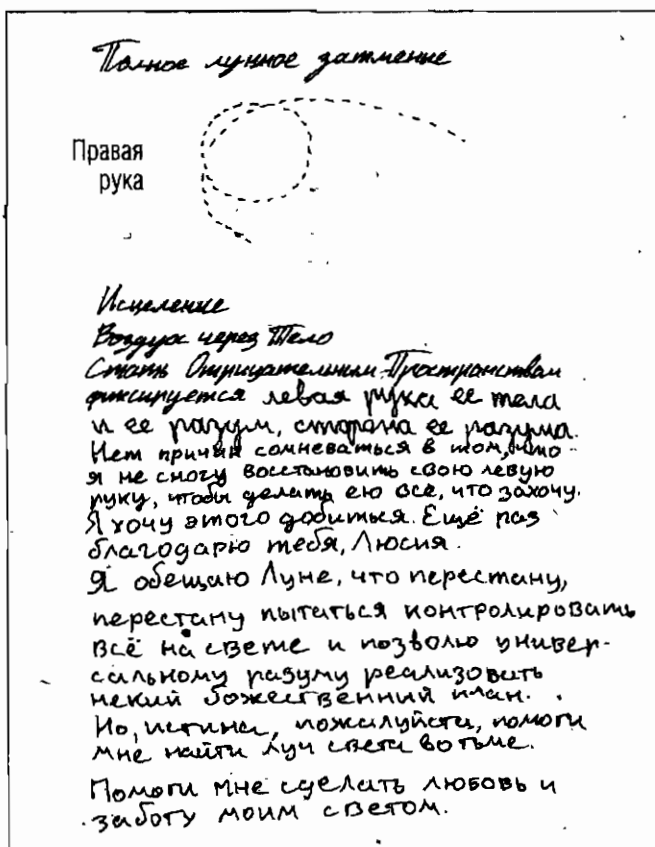 Полное лунное затмение
Правая
рука
Исцеление
Воздух через Тело
Стать Отрицательным Пространством
фиксируется левая рука ее тела
и ее разум, сторона ее разума.
Нет причин сомневаться в том, что
я не смогу восстановить свою левую
руку, чтобы делать ею все, что захочу.
Я хочу этого добиться. Ещё раз
благодарю тебя, Люсия.
Я обещаю Луне, что перестану,
перестану пытаться контролировать
всё на свете и позволю универ-
сальному разуму реализовать
некий божественний план.
Но, истина, пожалуйста, помоги
мне найти луч света во тьме.
Помоги мне сделать любовь и
заботу моим светом.